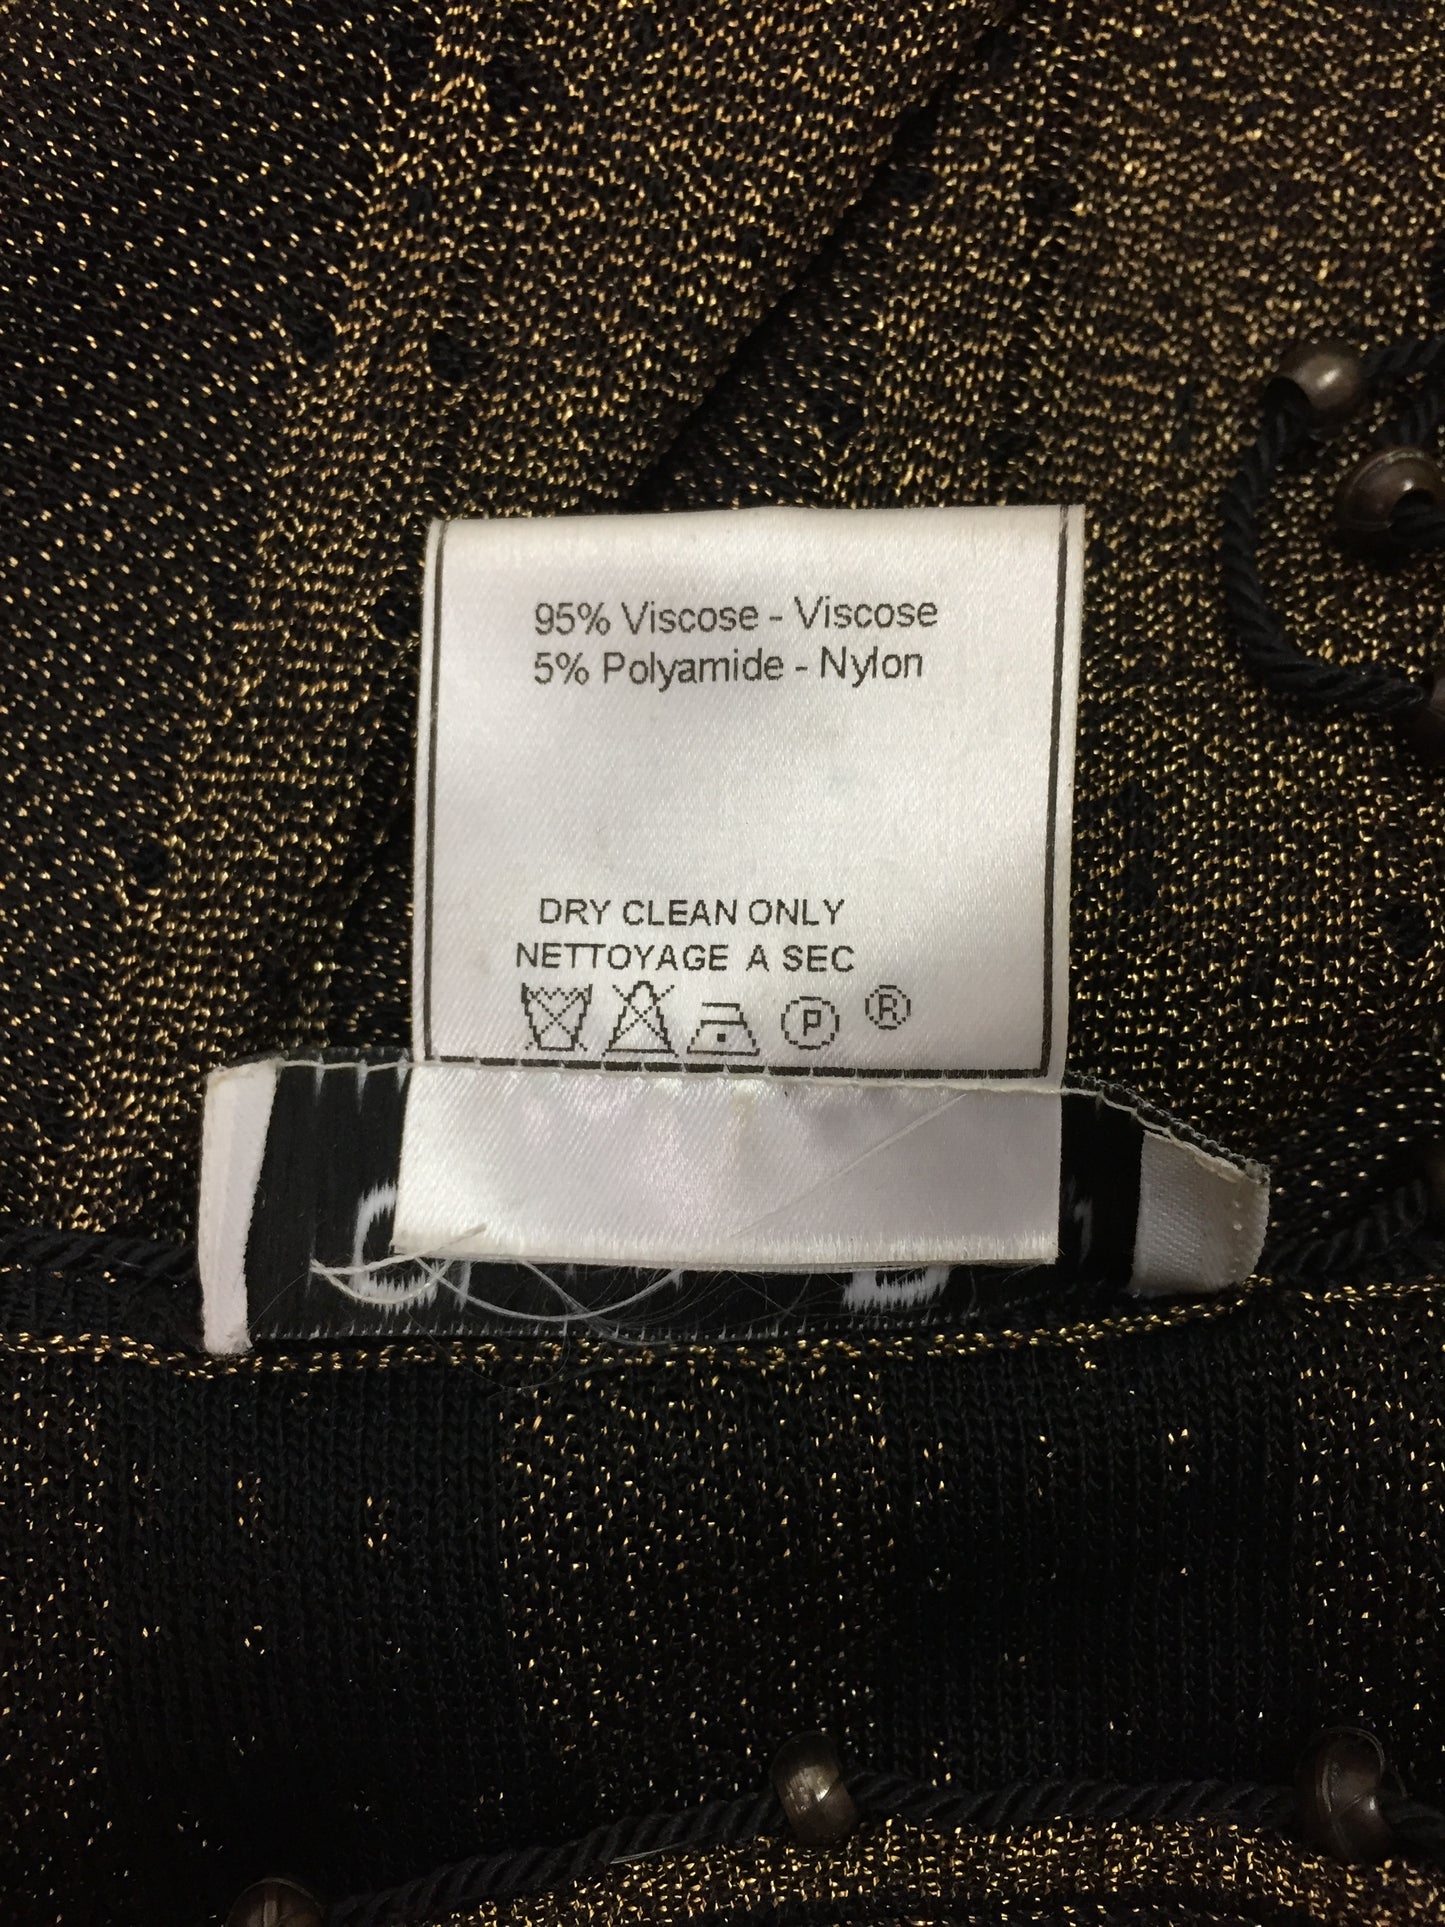 95% Viscose - Viscose
5% Polyamide - Nylon
DRY CLEAN ONLY
NETTOYAGE A SEC
P ®